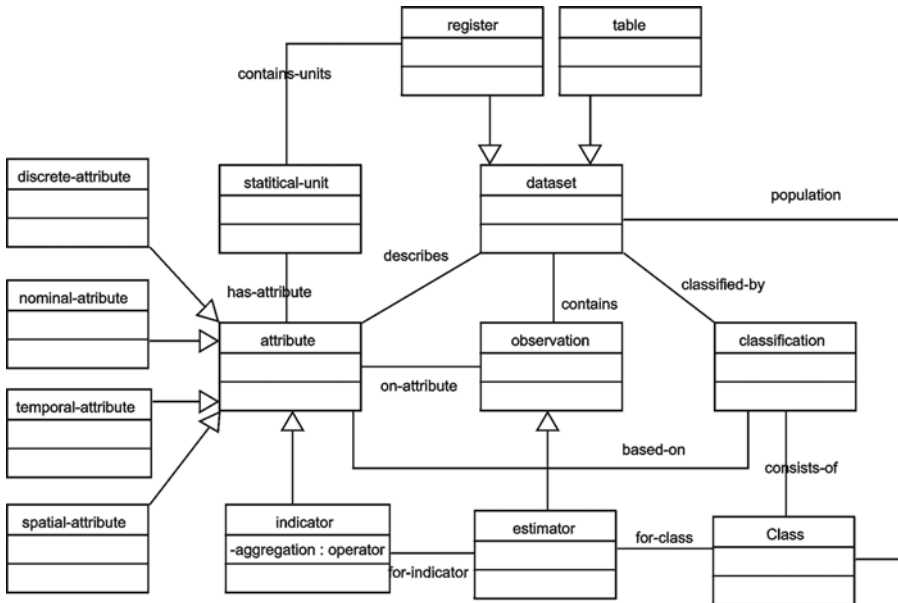 register
table
contains-units
discrete-attribute
statitical-unit
dataset
population
describes
has-attribute
contains
classified-by
nominal-atribute
attribute
observation
classification
on-attribute
temporal-attribute
based-on
consists-of
spatial-attribute
indicator
-aggregation : operator
estimator
for-class
Class
for-indicator